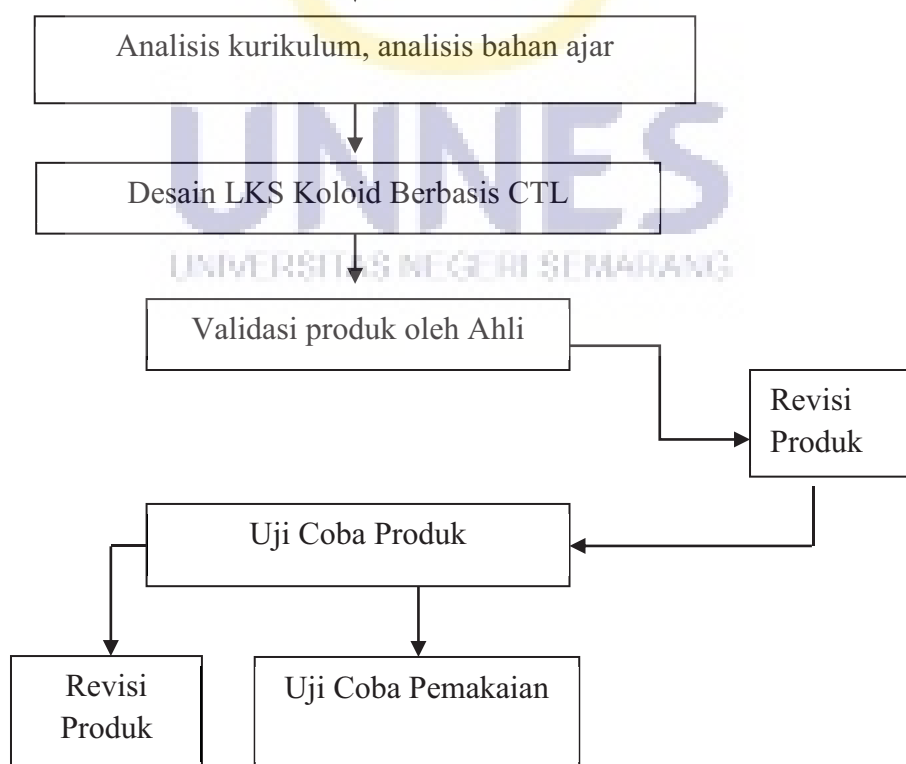 Analisis kurikulum, analisis bahan ajar
UNNES
Desain LKS Koloid Berbasis CTL
UNIVERSITAS NEGERI SEMARANG
Validasi produk oleh Ahli
Revisi
Produk
Uji Coba Produk
Revisi
Produk
Uji Coba Pemakaian